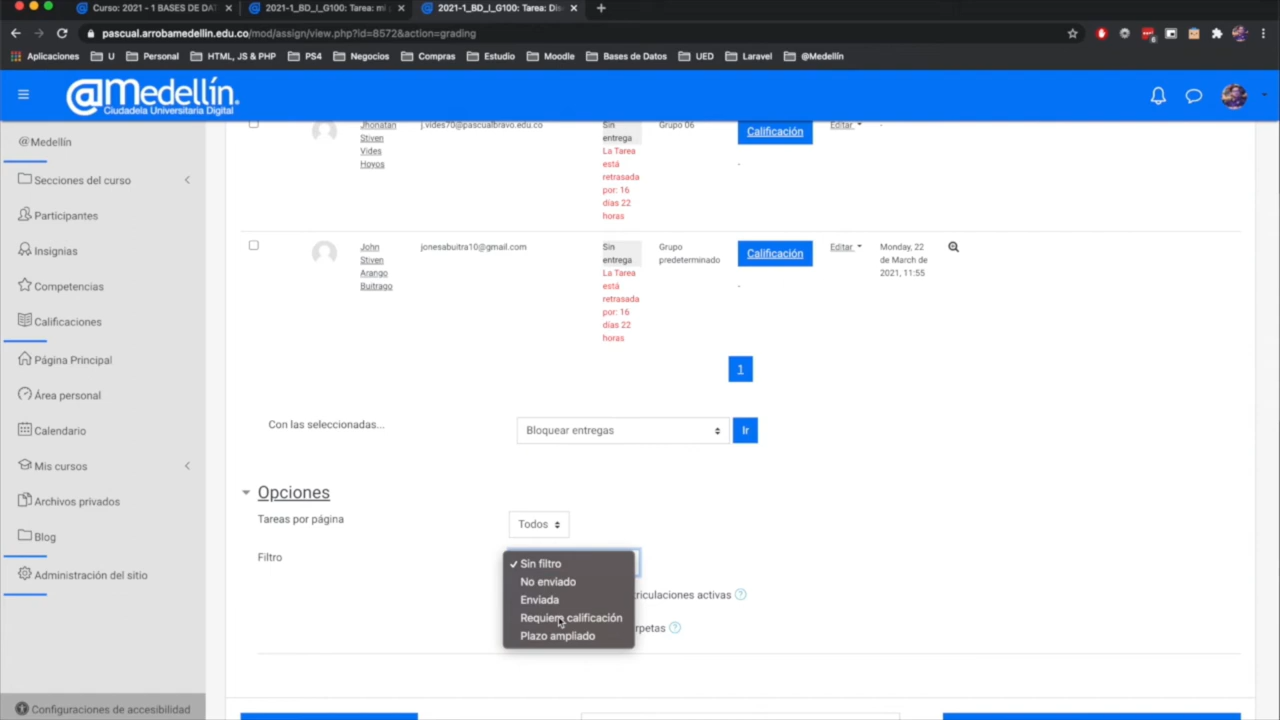 Curso: 2021 - 1 BASES DE DA
2021-1_BD_I_G100: Tarea: mi
2021-1_BD_I_G100: Tarea: Di
pascual.arrobamedellin.edu.co/mod/assign/view.php?id=8572&action=grading
Aplicaciones U Personal HTML, JS & PHP PS4 Negocios Compras Estudio Moodle Bases de Datos UED Laravel @Medellín
@Medellín.
Ciudadela Universitaria Digital
@Medellín
Secciones del curso
Participantes
Insignias
Competencias
Calificaciones
Página Principal
Área personal
Calendario
Mis cursos
Archivos privados
Blog
Administración del sitio
Configuraciones de accesibilidad
Jhonatan
Stiven
Vides
Hoyos
j.vides70@pascualbravo.edu.co
Sin
entrega
La Tarea
está
retrasada
por: 16
días 22
horas
Grupo 06
Calificación
-
Editar
-
John
Stiven
Arango
Buitrago
jonesabuitra10@gmail.com
Sin
entrega
La Tarea
está
retrasada
por: 16
días 22
horas
Grupo
predeterminado
Calificación
-
Editar
Monday, 22
de March de
2021, 11:55
1
Con las seleccionadas...
Bloquear entregas
Ir
Opciones
Tareas por página
Todos
Filtro
✓ Sin filtro
No enviado
Enviada
Requiere calificación
Plazo ampliado
triculaciones activas
rpetas